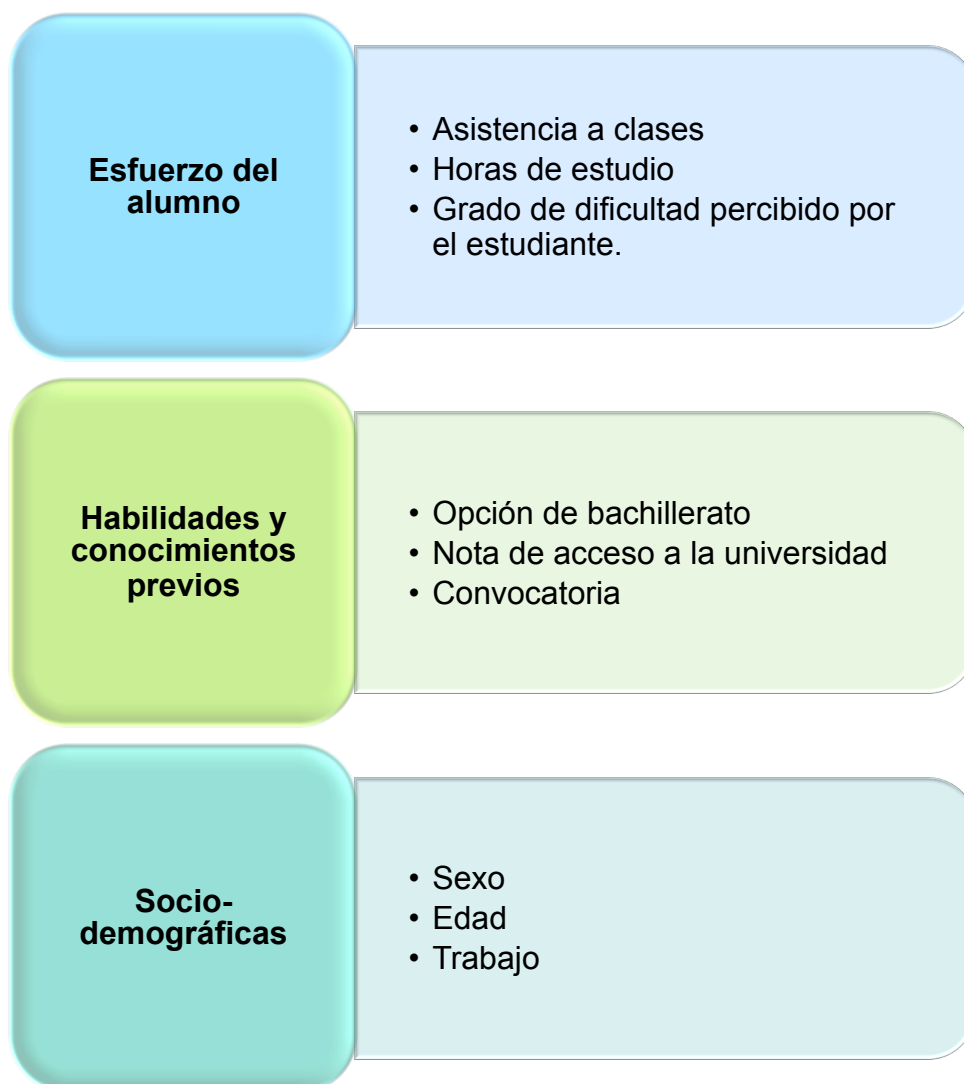 Esfuerzo del
alumno
• Asistencia a clases
• Horas de estudio
• Grado de dificultad percibido por
el estudiante.
Habilidades y
conocimientos
previos
• Opción de bachillerato
• Nota de acceso a la universidad
• Convocatoria
Socio-
demográficas
• Sexo
• Edad
• Trabajo